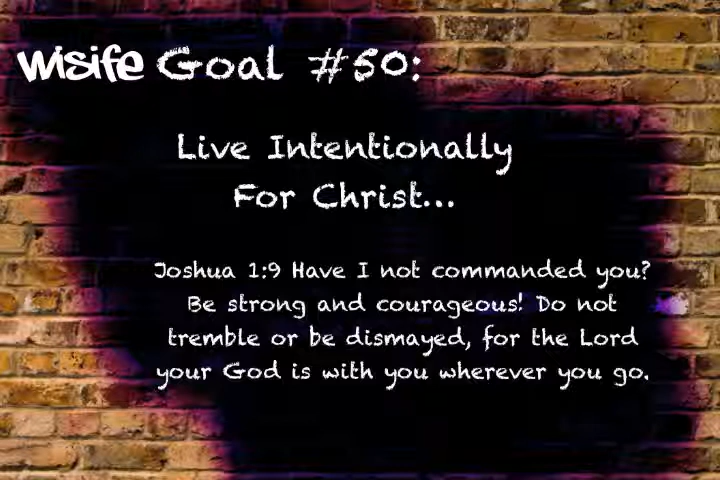 wisife Goal #50:
Live Intentionally
For Christ...
Joshua 1:9 Have I not commanded you?
Be strong and courageous! Do not
tremble or be dismayed, for the Lord
your God is with you wherever you go.